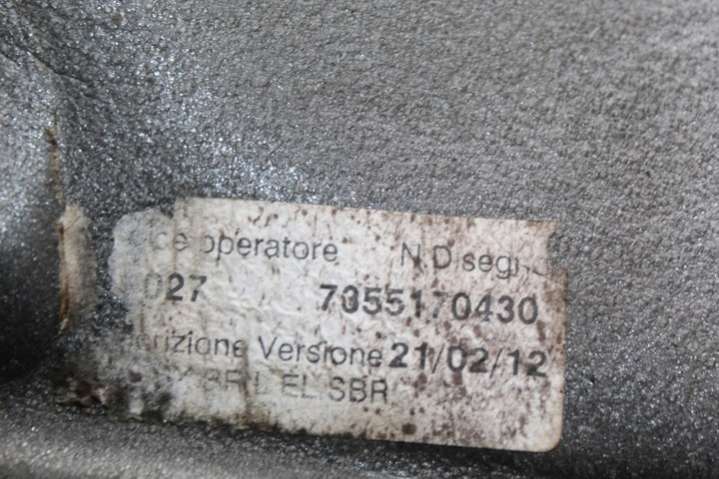 operatore N.Disegno
027 7355170430
Versione 21/02/12
EL.SBR